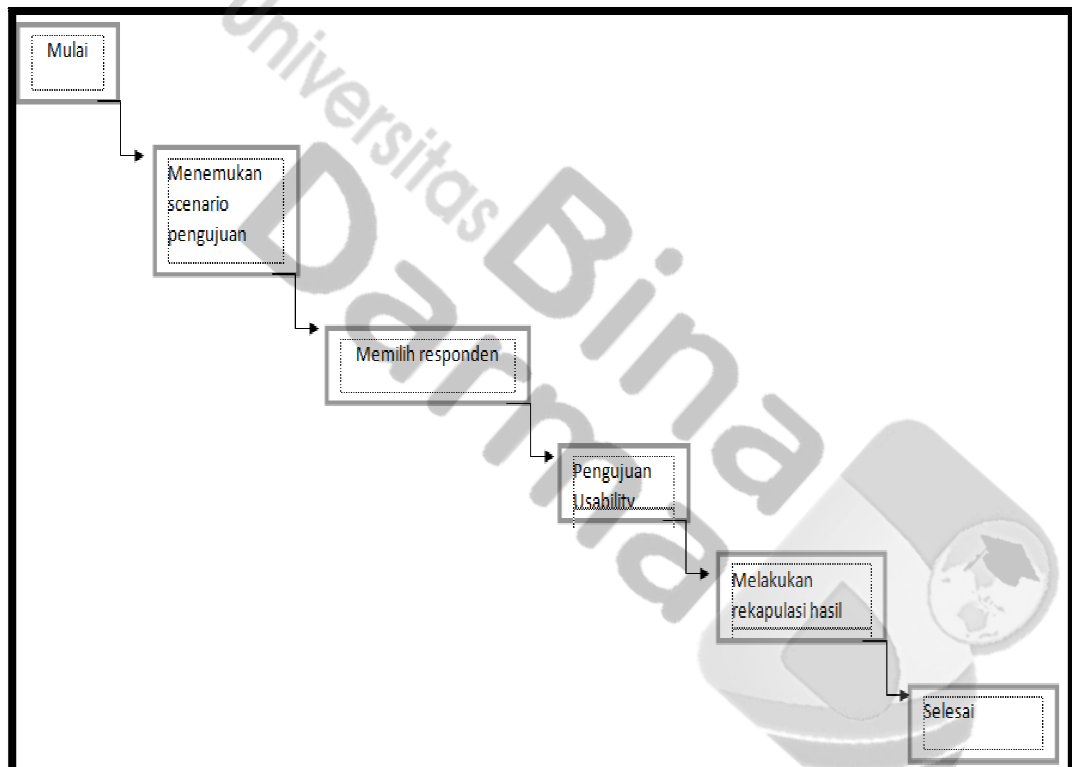 Universitas
Bina
Darma
Mulai
Menemukan
scenario
pengujuan
Memilih responden
Pengujuan
Usability
Melakukan
rekapulasi hasil
Selesai